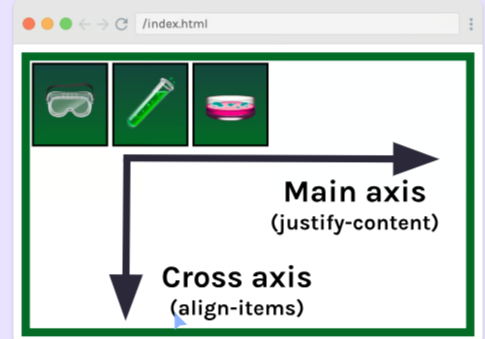 /index.html
Main axis
(justify-content)
Cross axis
(align-items)